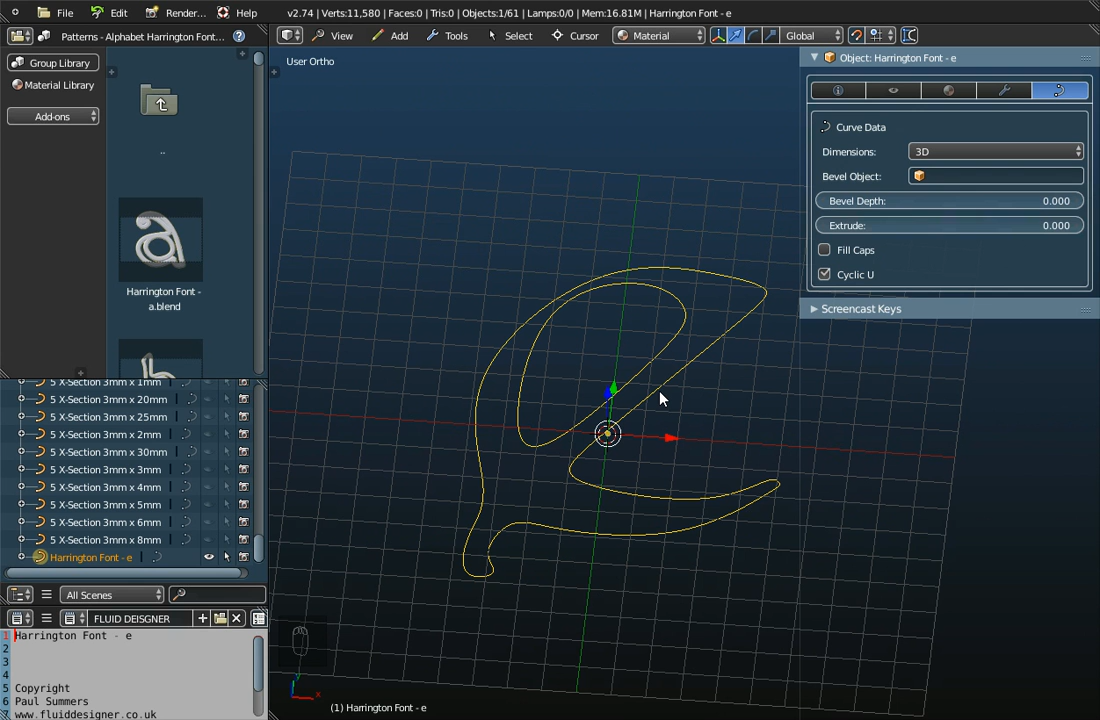 File Edit Render... Help v2.74 | Verts:11,580 | Faces:0 | Tris:0 | Objects:1/61 | Lamps:0/0 | Mem:16.81M | Harrington Font - e
Patterns - Alphabet Harrington Font...
View Add Tools Select Cursor Material Global
Group Library
Material Library
Add-ons
..
Harrington Font -
a.blend
User Ortho
Object: Harrington Font - e
Curve Data
Dimensions: 3D
Bevel Object:
Bevel Depth: 0.000
Extrude: 0.000
Fill Caps
Cyclic U
Screencast Keys
5 X-Section 3mm x 1mm
5 X-Section 3mm x 20mm
5 X-Section 3mm x 25mm
5 X-Section 3mm x 2mm
5 X-Section 3mm x 30mm
5 X-Section 3mm x 3mm
5 X-Section 3mm x 4mm
5 X-Section 3mm x 5mm
5 X-Section 3mm x 6mm
5 X-Section 3mm x 8mm
Harrington Font - e
All Scenes
FLUID DEISGNER
1 Harrington Font - e
2
3
4
5 Copyright
6 Paul Summers
7 www.fluiddesigner.co.uk
y
x
(1) Harrington Font - e